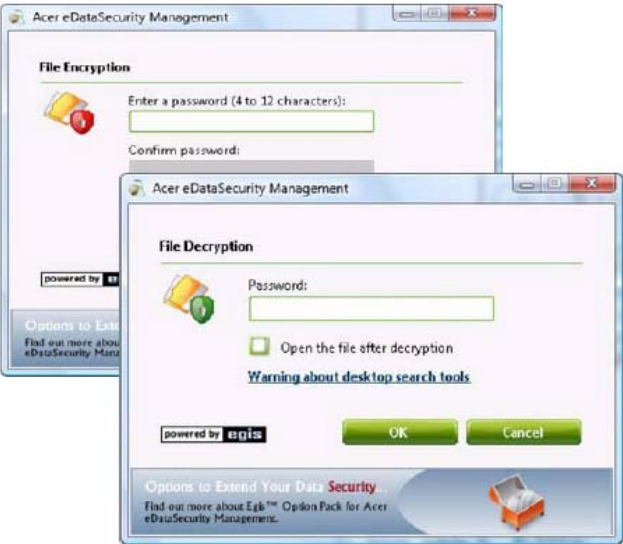 Acer eDataSecurity Management
File Encryption
Enter a password (4 to 12 characters):
Confirm password:
powered by
Options to
Find out more
eDataSecurity
Acer eDataSecurity Management
File Decryption
Password:
Open the file after decryption
Warning about desktop search tools
powered by egis
OK
Cancel
Options to Extend Your Data Security...
Find out more about Egis™ Option Pack for Acer
eDataSecurity Management.